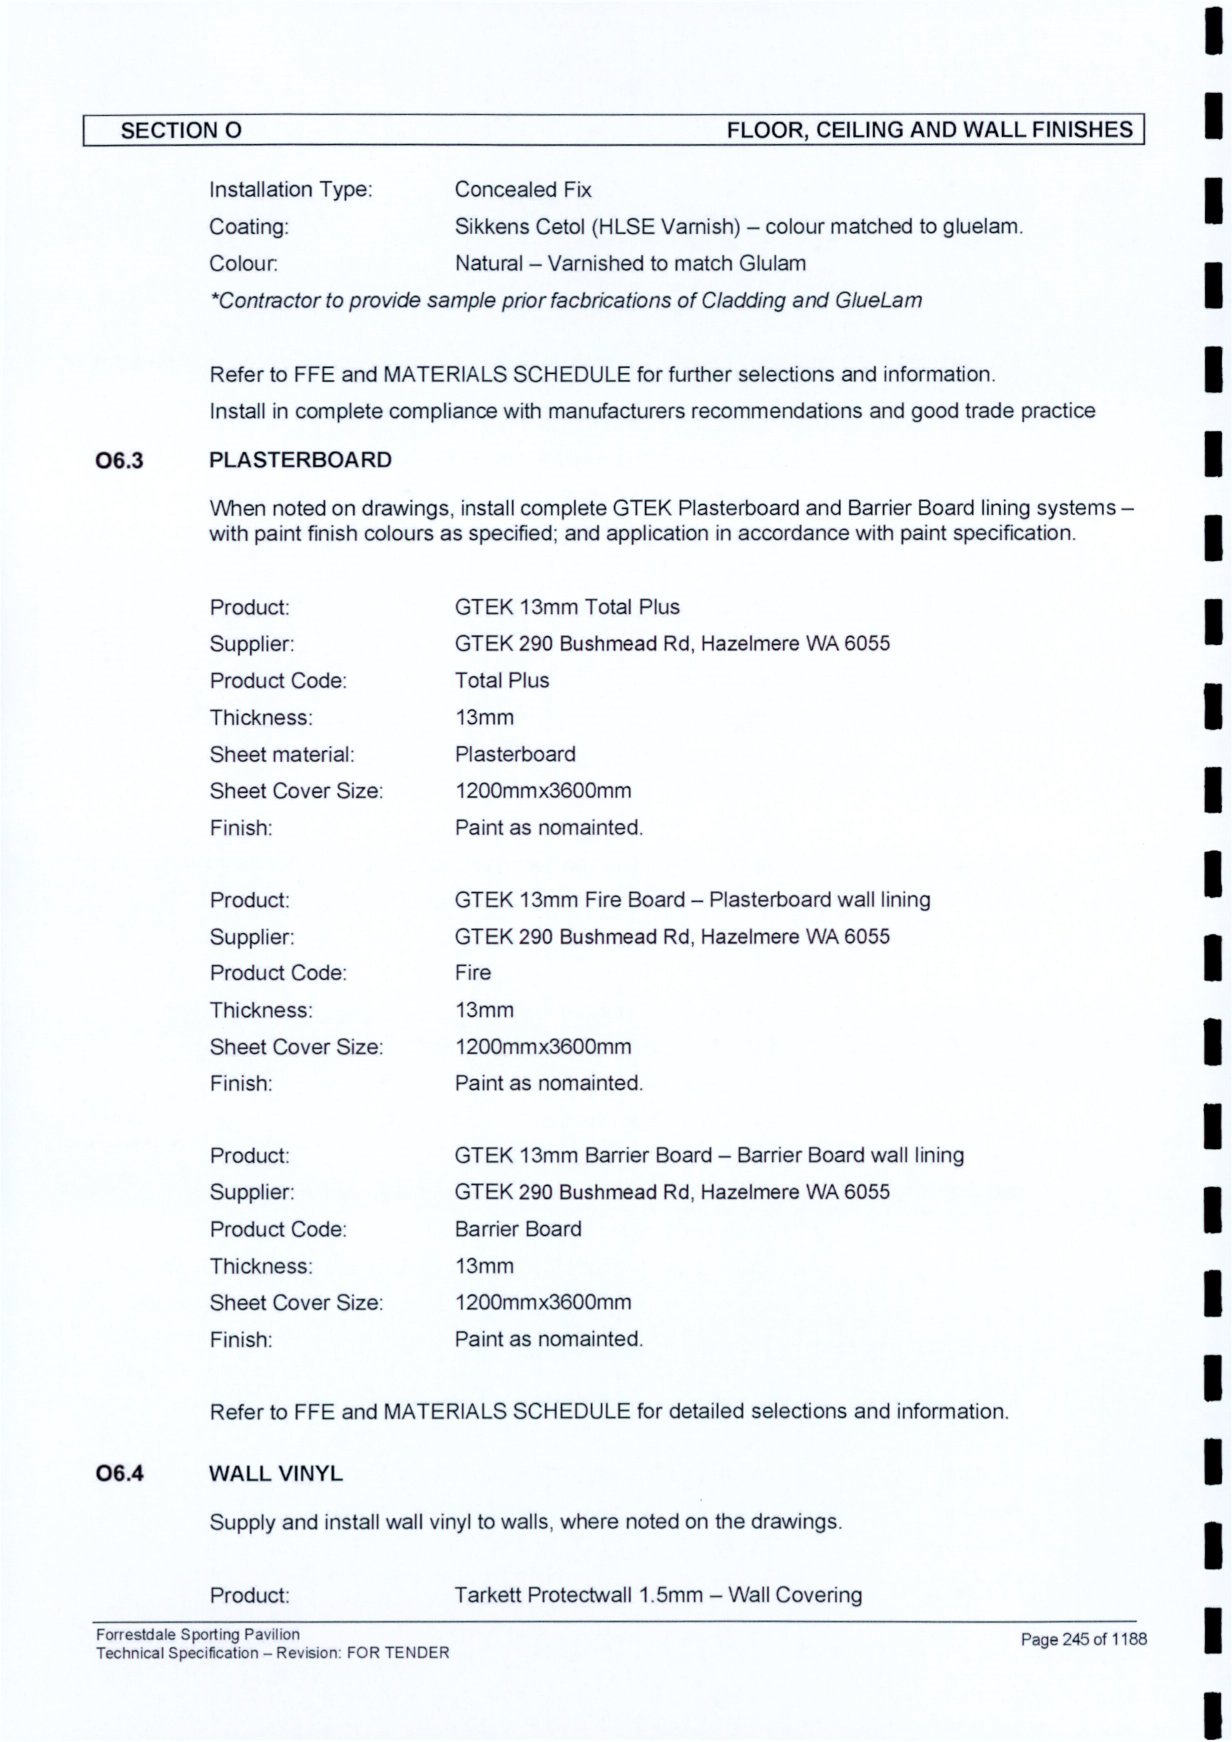 SECTION O FLOOR, CEILING AND WALL FINISHES
Installation Type: Concealed Fix
Coating: Sikkens Cetol (HLSE Varnish) – colour matched to gluelam.
Colour: Natural – Varnished to match Glulam
*Contractor to provide sample prior facbrications of Cladding and GlueLam
Refer to FFE and MATERIALS SCHEDULE for further selections and information.
Install in complete compliance with manufacturers recommendations and good trade practice
O6.3 PLASTERBOARD
When noted on drawings, install complete GTEK Plasterboard and Barrier Board lining systems –
with paint finish colours as specified; and application in accordance with paint specification.
Product: GTEK 13mm Total Plus
Supplier: GTEK 290 Bushmead Rd, Hazelmere WA 6055
Product Code: Total Plus
Thickness: 13mm
Sheet material: Plasterboard
Sheet Cover Size: 1200mmx3600mm
Finish: Paint as nomainted.
Product: GTEK 13mm Fire Board – Plasterboard wall lining
Supplier: GTEK 290 Bushmead Rd, Hazelmere WA 6055
Product Code: Fire
Thickness: 13mm
Sheet Cover Size: 1200mmx3600mm
Finish: Paint as nomainted.
Product: GTEK 13mm Barrier Board – Barrier Board wall lining
Supplier: GTEK 290 Bushmead Rd, Hazelmere WA 6055
Product Code: Barrier Board
Thickness: 13mm
Sheet Cover Size: 1200mmx3600mm
Finish: Paint as nomainted.
Refer to FFE and MATERIALS SCHEDULE for detailed selections and information.
O6.4 WALL VINYL
Supply and install wall vinyl to walls, where noted on the drawings.
Product: Tarkett Protectwall 1.5mm – Wall Covering
Forrestdale Sporting Pavilion
Technical Specification – Revision: FOR TENDER Page 245 of 1188